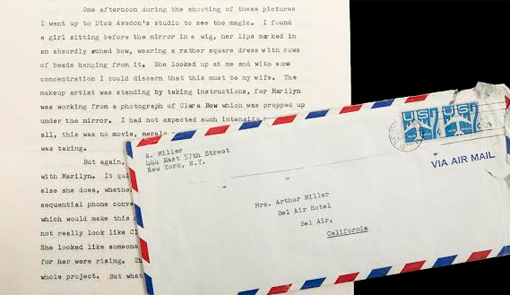 One afternoon during the shooting of these pictures
I went up to Dick Avedon's studio to see the magic. I found
a girl sitting before the mirror in a wig, her lips marked in
an absurdly arched bow, wearing a rather square dress with rows
of beads hanging from it. She looked up at me and with some
concentration I could discern that this must be my wife. The
makeup artist was standing by taking instructions, for Marilyn
was working from a photograph of Clara Bow which was propped up
under the mirror. I had not expected such intensity
all, this was no movie, merely
was taking.
But again,
with Marilyn. It
else she does,
sequential phone
which would make this
not really look like
She looked like someone
for her were rising.
whole project. But
A. Miller
444 East 57th Street
New York, N.Y.
Mrs. Arthur Miller
Bel Air Hotel
Bel Air,
California
VIA AIR MAIL